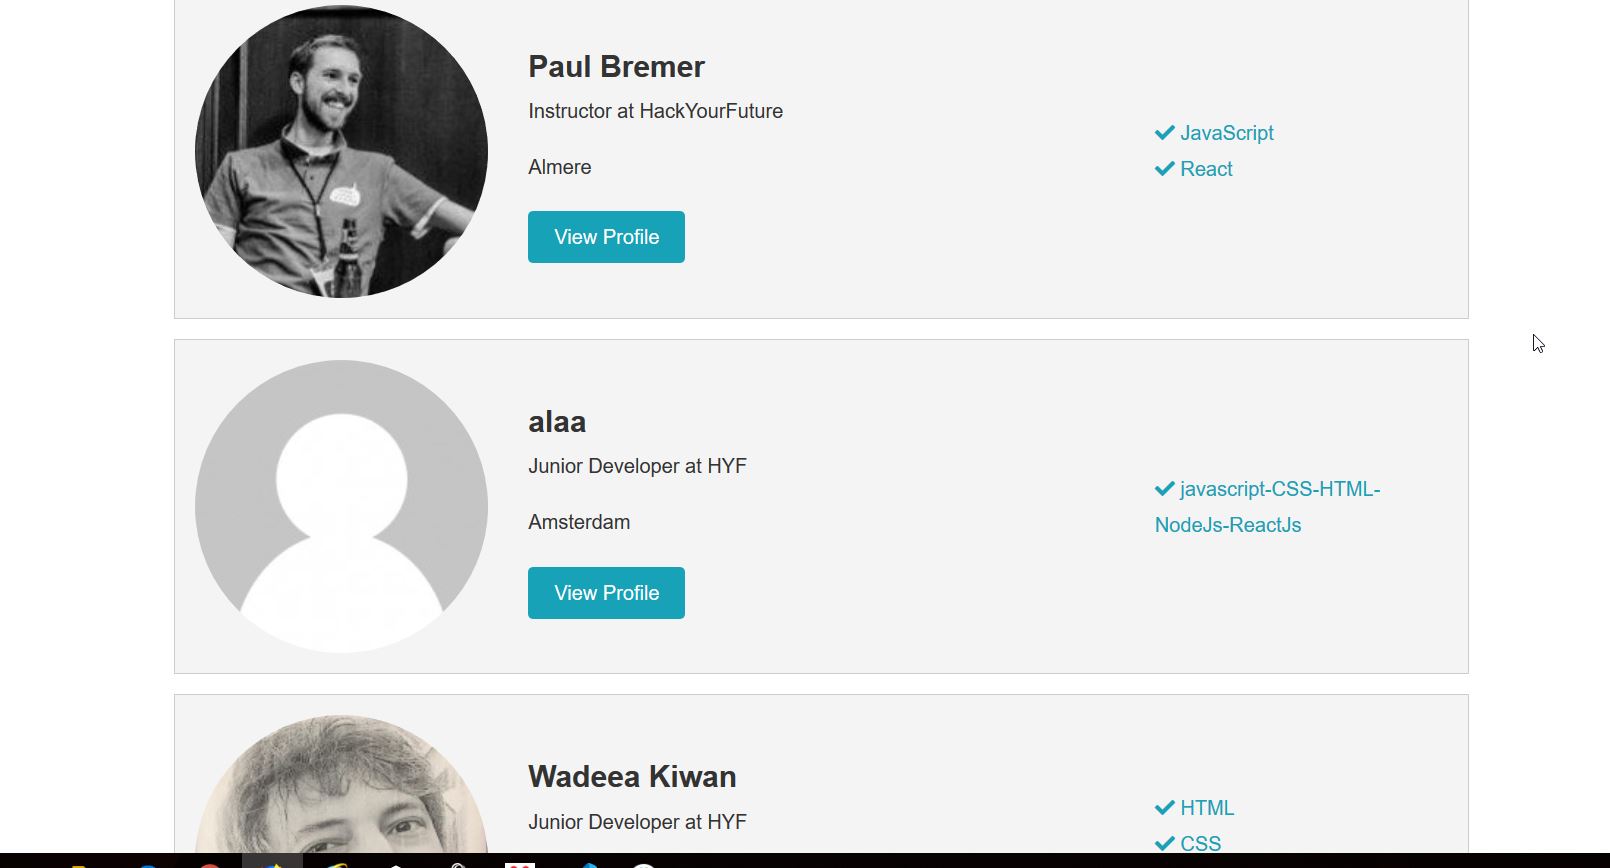 Paul Bremer
Instructor at HackYourFuture
Almere
View Profile
JavaScript
React
alaa
Junior Developer at HYF
Amsterdam
View Profile
javascript-CSS-HTML-
NodeJs-ReactJs
Wadeea Kiwan
Junior Developer at HYF
HTML
CSS